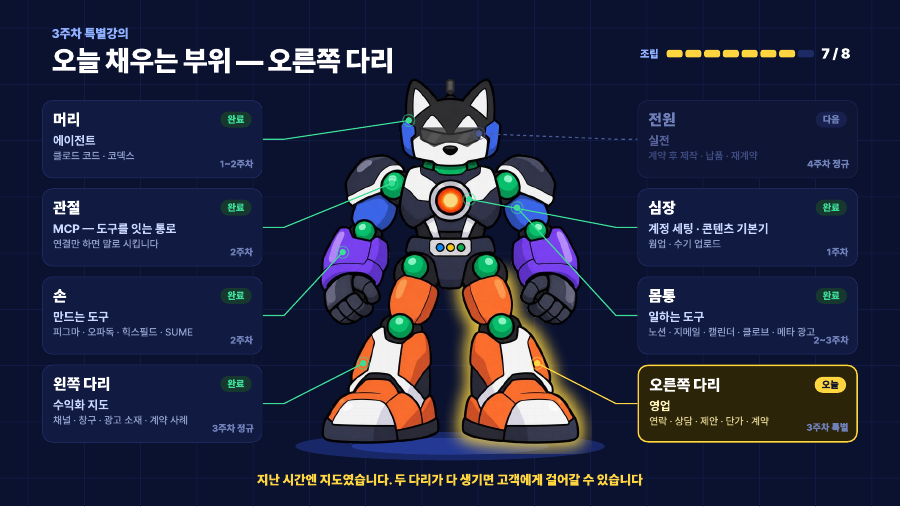 3주차 특별강의
오늘 채우는 부위 — 오른쪽 다리
조립 7 / 8
머리 완료
에이전트
클로드 코드 · 코덱스
1~2주차
관절 완료
MCP — 도구를 잇는 통로
연결만 하면 말로 시킵니다
2주차
손 완료
만드는 도구
피그마 · 오파독 · 힉스필드 · SUME
2주차
왼쪽 다리 완료
수익화 지도
채널 · 창구 · 광고 소재 · 계약 사례
3주차 정규
전원 다음
실전
계약 후 제작 · 납품 · 재계약
4주차 정규
심장 완료
계정 세팅 · 콘텐츠 기본기
웜업 · 수기 업로드
1주차
몸통 완료
일하는 도구
노션 · 지메일 · 캘린더 · 클로브 · 메타 광고
2~3주차
오른쪽 다리 오늘
영업
연락 · 상담 · 제안 · 단가 · 계약
3주차 특별
지난 시간엔 지도였습니다. 두 다리가 다 생기면 고객에게 걸어갈 수 있습니다